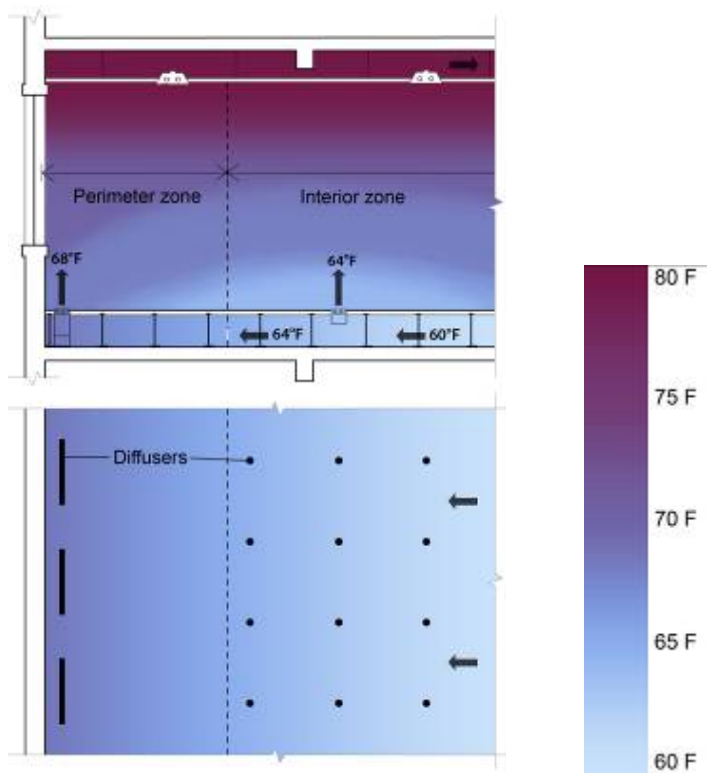 Perimeter zone
Interior zone
68°F
64°F
64°F
60°F
Diffusers
80 F
75 F
70 F
65 F
60 F